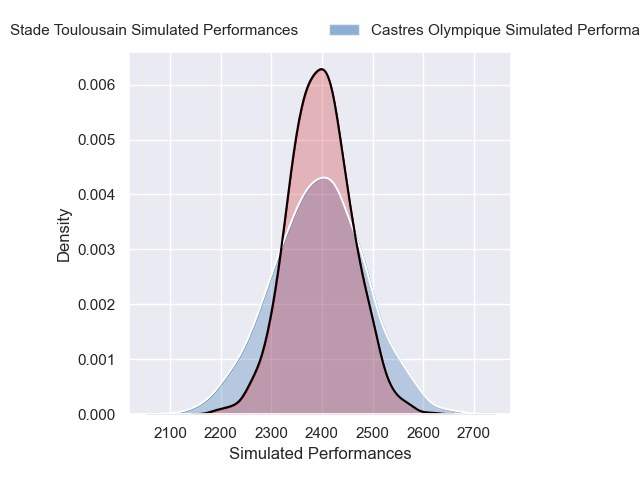 Stade Toulousain Simulated Performances
Castres Olympique Simulated Performa
0.006
0.005
0.004
0.003
0.002
0.001
0.000
Density
2100 2200 2300 2400 2500 2600 2700
Simulated Performances